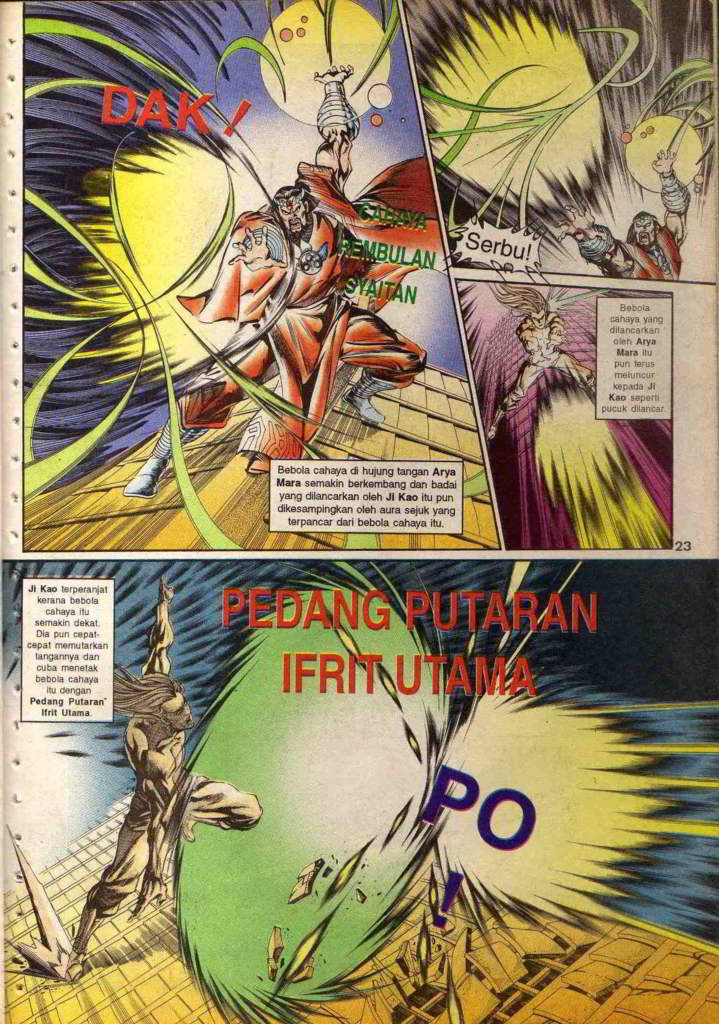 DAK!
CAHAYA
REMBULAN
SYAITAN
Serbu!
Bebola cahaya di hujung tangan Arya
Mara semakin berkembang dan badai
yang dilancarkan oleh Ji Kao itu pun
dikesampingkan oleh aura sejuk yang
terpancar dari bebola cahaya itu.
Bebola
cahaya yang
dilancarkan
oleh Arya
Mara itu
pun terus
meluncur
kepada Ji
Kao seperti
pucuk dilancar.
23
Ji Kao terperanjat
kerana bebola
cahaya itu
semakin dekat.
Dia pun cepat-
cepat memutarkan
tangannya dan
cuba menetak
bebola cahaya
itu dengan
Pedang Putaran"
Ifrit Utama.
PEDANG PUTARAN
IFRIT UTAMA
PO!